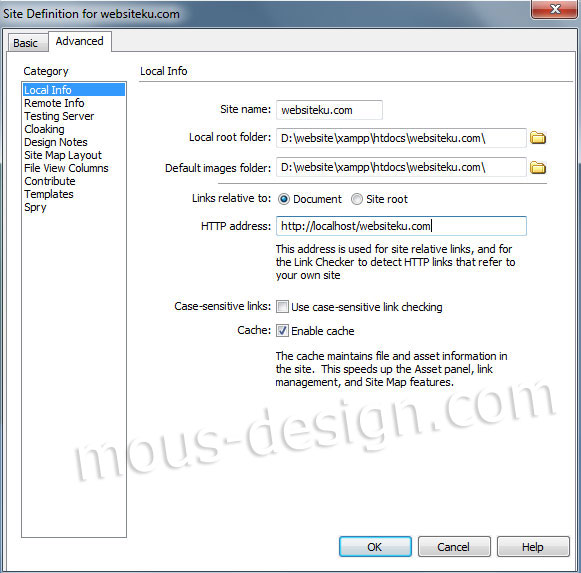 Site Definition for websiteku.com
Basic
Advanced
Category
Local Info
Remote Info
Testing Server
Cloaking
Design Notes
Site Map Layout
File View Columns
Contribute
Templates
Spry
Local Info
Site name: websiteku.com
Local root folder: D:\website\xampp\htdocs\websiteku.com\
Default images folder: D:\website\xampp\htdocs\websiteku.com\
Links relative to: Document Site root
HTTP address: http://localhost/websiteku.com
This address is used for site relative links, and for
the Link Checker to detect HTTP links that refer to
your own site
Case-sensitive links: Use case-sensitive link checking
Cache: Enable cache
The cache maintains file and asset information in
the site. This speeds up the Asset panel, link
management, and Site Map features.
mous-design.com
OK Cancel Help